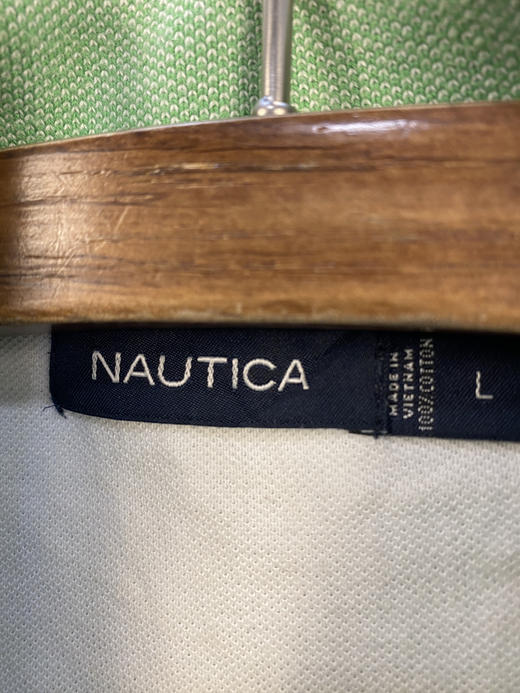 NAUTICA
MADE IN
VIETNAM
100% COTTON
L